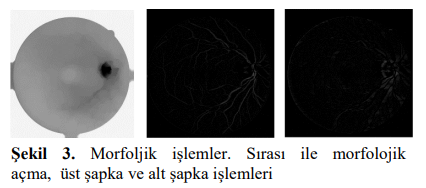 Şekil 3. Morfoljik işlemler. Sırası ile morfolojik
açma, üst şapka ve alt şapka işlemleri